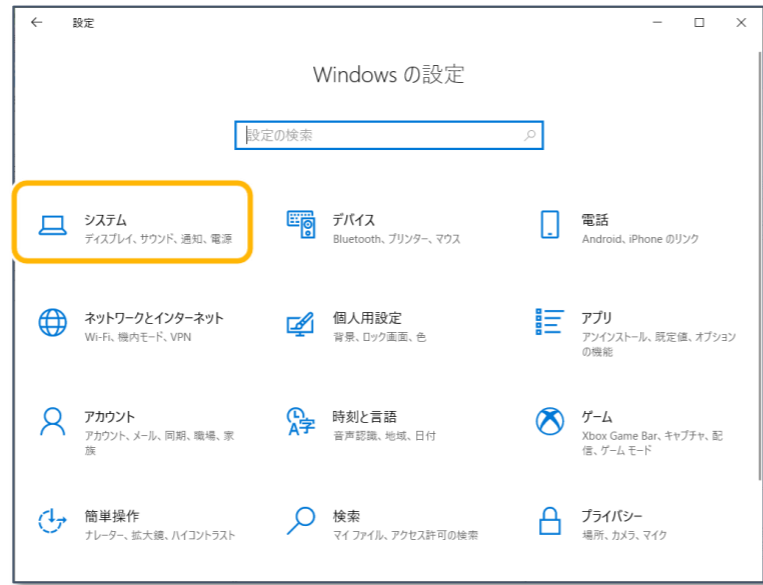 設定
Windows の設定
設定の検索
システム
ディスプレイ、サウンド、通知、電源
デバイス
Bluetooth、プリンター、マウス
電話
Android、iPhone のリンク
ネットワークとインターネット
Wi-Fi、機内モード、VPN
個人用設定
背景、ロック画面、色
アプリ
アンインストール、既定値、オプション
の機能
アカウント
アカウント、メール、同期、職場、家
族
時刻と言語
音声認識、地域、日付
ゲーム
Xbox Game Bar、キャプチャ、配
信、ゲーム モード
簡単操作
ナレーター、拡大鏡、ハイコントラスト
検索
マイ ファイル、アクセス許可の検索
プライバシー
場所、カメラ、マイク